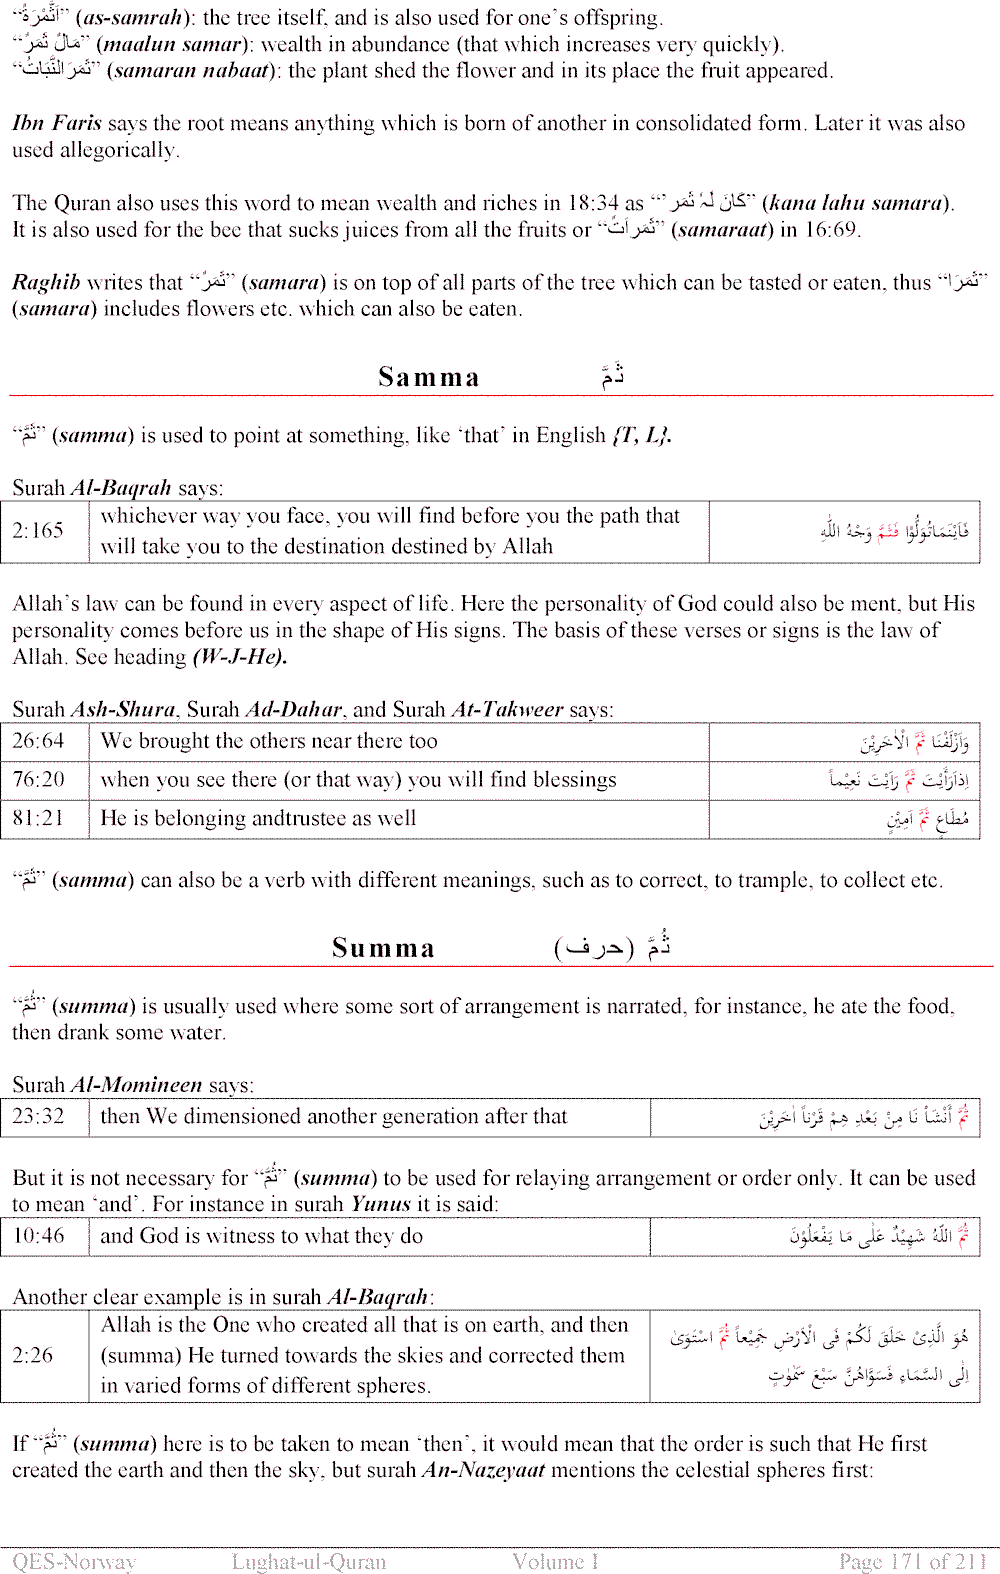 “اَثَّمْرَةُ” (as-samrah): the tree itself, and is also used for one’s offspring.
“مَالٌ ثَمَرٌ” (maalun samar): wealth in abundance (that which increases very quickly).
“ثَمَرَ النَّبَاتُ” (samaran nabaat): the plant shed the flower and in its place the fruit appeared.
Ibn Faris says the root means anything which is born of another in consolidated form. Later it was also
used allegorically.
The Quran also uses this word to mean wealth and riches in 18:34 as “كَانَ لَہُ ثَمَر” (kana lahu samara).
It is also used for the bee that sucks juices from all the fruits or “ثَمَرَاتٌ” (samaraat) in 16:69.
Raghib writes that “ثَمَرٌ” (samara) is on top of all parts of the tree which can be tasted or eaten, thus “ثَمَرَا”
(samara) includes flowers etc. which can also be eaten.
Samma ثَمَّ
“ثَمَّ” (samma) is used to point at something, like ‘that’ in English {T, L}.
Surah Al-Baqrah says:
2:165 whichever way you face, you will find before you the path that
will take you to the destination destined by Allah
فَاَيْنَمَاتُوَلُّوْا فَثَمَّ وَجْهُ اللّٰهِ
Allah’s law can be found in every aspect of life. Here the personality of God could also be ment, but His
personality comes before us in the shape of His signs. The basis of these verses or signs is the law of
Allah. See heading (W-J-He).
Surah Ash-Shura, Surah Ad-Dahar, and Surah At-Takweer says:
26:64 We brought the others near there too وَاَزْلَفْنَا ثَمَّ الْاٰخَرِيْنَ
76:20 when you see there (or that way) you will find blessings اِذَارَأَيْتَ ثَمَّ رَاَيْتَ نَعِيْماً
81:21 He is belonging andtrustee as well مُطَاعٍ ثَمَّ اَمِيْنٍ
“ثَمَّ” (samma) can also be a verb with different meanings, such as to correct, to trample, to collect etc.
Summa ثُمَّ (حرف)
“ثُمَّ” (summa) is usually used where some sort of arrangement is narrated, for instance, he ate the food,
then drank some water.
Surah Al-Momineen says:
23:32 then We dimensioned another generation after that ثُمَّ أَنْشَاْ نَا مِنْ بَعْدِ هِمْ قَرْناً اٰخَرِيْنَ
But it is not necessary for “ثُمَّ” (summa) to be used for relaying arrangement or order only. It can be used
to mean ‘and’. For instance in surah Yunus it is said:
10:46 and God is witness to what they do ثُمَّ اللّٰهُ شَهِيْدٌ عَلٰى مَا يَفْعَلُوْنَ
Another clear example is in surah Al-Baqrah:
2:26 Allah is the One who created all that is on earth, and then
(summa) He turned towards the skies and corrected them
in varied forms of different spheres.
هُوَ الَّذِىْ خَلَقَ لَكُمْ فِى الْاَرْضِ جَمِيْعاً ثُمَّ اسْتَوٰىٰ
اِلٰى السَّمَاءِ فَسَوَّاهُنَّ سَبْعَ سَمٰوٰتٍ
If “ثُمَّ” (summa) here is to be taken to mean ‘then’, it would mean that the order is such that He first
created the earth and then the sky, but surah An-Nazeyaat mentions the celestial spheres first:
QES-Norway Lughat-ul-Quran Volume I Page 171 of 211